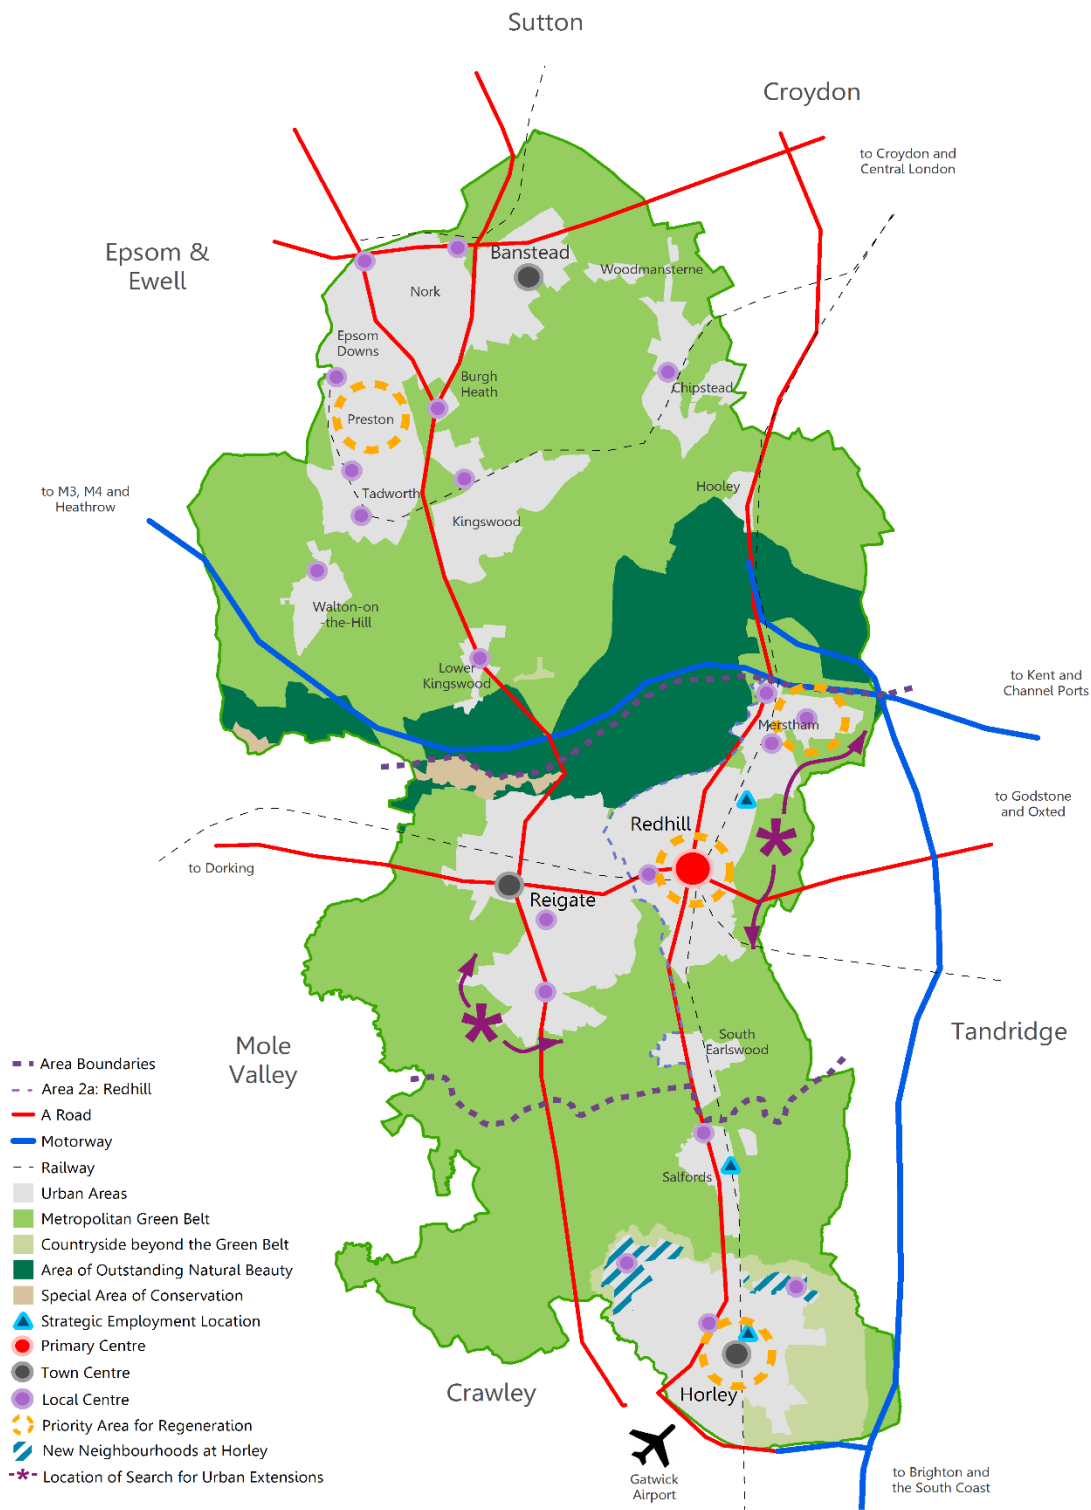 Sutton
Croydon
to Croydon and
Central London
Epsom &
Ewell
Banstead
Woodmansterne
Nork
Epsom
Downs
Burgh
Heath
Chipstead
Preston
to M3, M4 and
Heathrow
Tadworth
Hooley
Kingswood
Walton-on
-the-Hill
Lower
Kingswood
to Kent and
Channel Ports
Merstham
to Godstone
and Oxted
Redhill
to Dorking
Reigate
Mole
Valley
South
Earlswood
Tandridge
Salfords
Crawley
Horley
Gatwick
Airport
to Brighton and
the South Coast
Area Boundaries
Area 2a: Redhill
A Road
Motorway
Railway
Urban Areas
Metropolitan Green Belt
Countryside beyond the Green Belt
Area of Outstanding Natural Beauty
Special Area of Conservation
Strategic Employment Location
Primary Centre
Town Centre
Local Centre
Priority Area for Regeneration
New Neighbourhoods at Horley
Location of Search for Urban Extensions